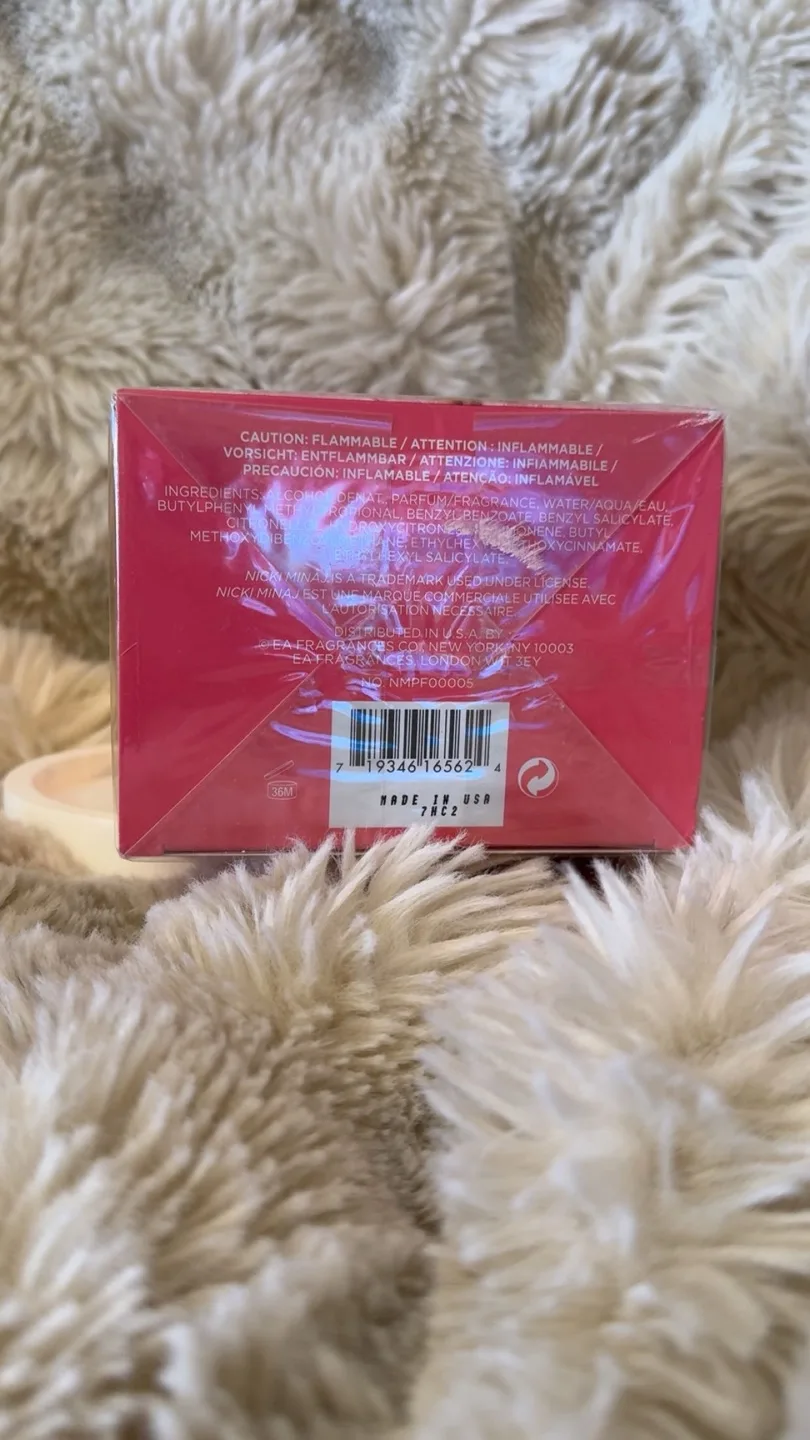 CAUTION: FLAMMABLE / ATTENTION : INFLAMMABLE /
VORSICHT: ENTFLAMMBAR / ATTENZIONE: INFIAMMABILE /
PRECAUCIÓN: INFLAMABLE / ATENÇÃO: INFLAMÁVEL
INGREDIENTS: ALCOHOL DENAT., PARFUM/FRAGRANCE, WATER/AQUA/EAU,
BENZYL BENZOATE, BENZYL SALICYLATE,
BUTYL
ETHYLHEXYL SALICYLATE.
NICKI MINAJ IS A TRADEMARK USED UNDER LICENSE.
NICKI MINAJ EST UNE MARQUE COMMERCIALE UTILISEE AVEC
L'AUTORISATION NECESSAIRE.
DISTRIBUTED IN U.S.A. BY
© EA FRAGRANCES CO., NEW YORK, NY 10003
EA FRAGRANCES, LONDON W1T 3EY
NO. NMPF00005
7 19346 16562 4
36M
MADE IN USA
7HC2